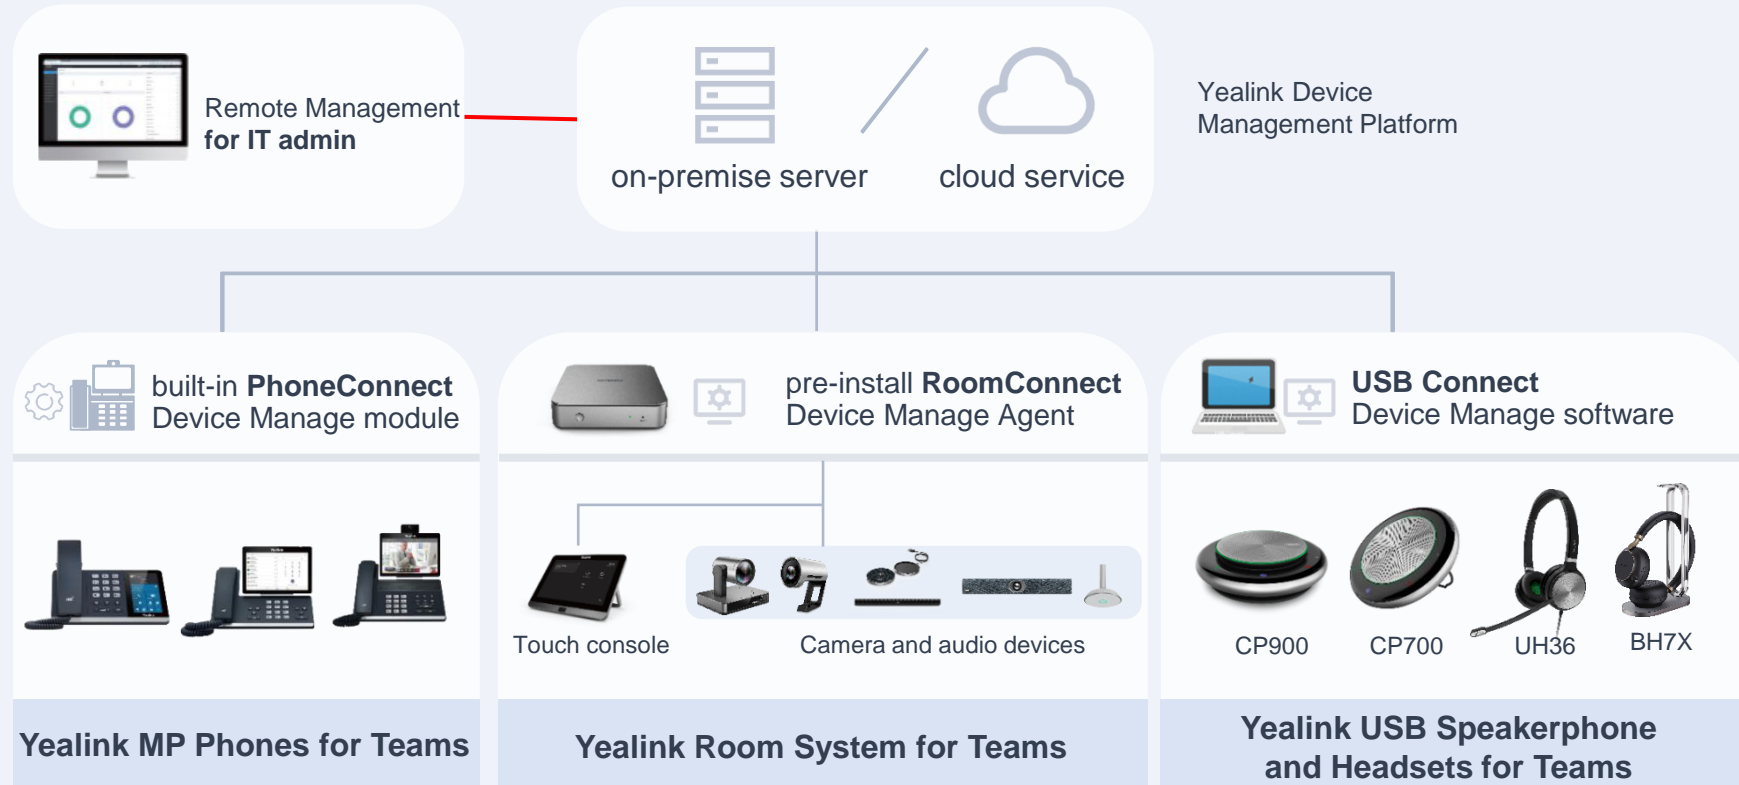 Remote Management
for IT admin
on-premise server
cloud service
Yealink Device
Management Platform
built-in PhoneConnect
Device Manage module
pre-install RoomConnect
Device Manage Agent
USB Connect
Device Manage software
Touch console
Camera and audio devices
CP900
CP700
UH36
BH7X
Yealink MP Phones for Teams
Yealink Room System for Teams
Yealink USB Speakerphone
and Headsets for Teams